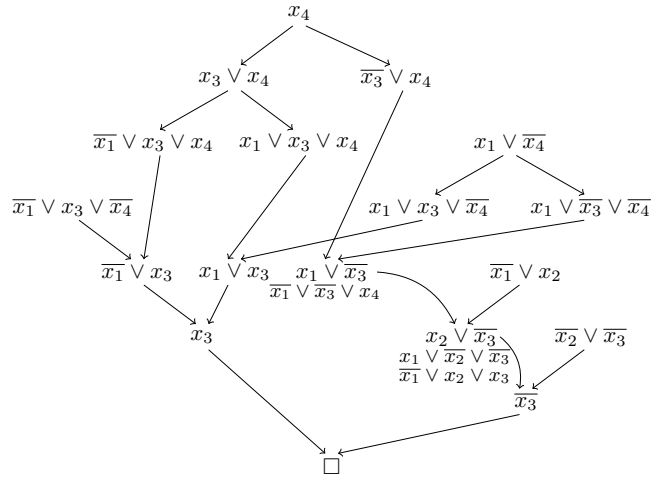 x₄
x₃ ∨ x₄ x̅₃ ∨ x₄
x̅₁ ∨ x₃ ∨ x₄ x₁ ∨ x₃ ∨ x₄ x₁ ∨ x̅₄
x̅₁ ∨ x₃ ∨ x̅₄ x₁ ∨ x₃ ∨ x̅₄ x₁ ∨ x̅₃ ∨ x̅₄
x̅₁ ∨ x₃ x₁ ∨ x₃ x₁ ∨ x̅₃ x̅₁ ∨ x₂
x̅₁ ∨ x̅₃ ∨ x₄
x₃ x₂ ∨ x̅₃ x̅₂ ∨ x̅₃
x₁ ∨ x̅₂ ∨ x̅₃
x̅₁ ∨ x₂ ∨ x₃
x̅₃
□